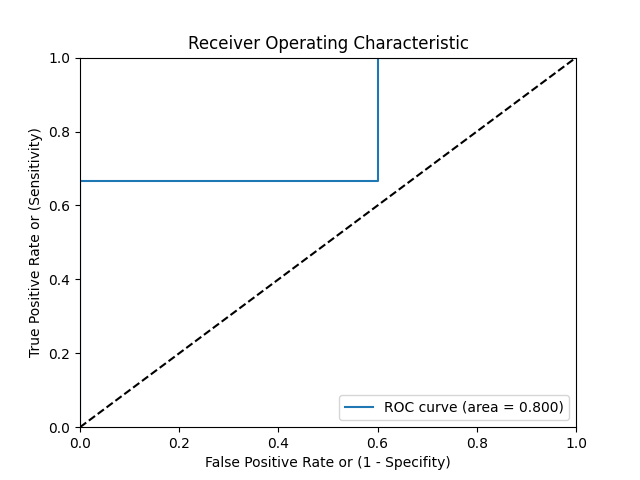 Receiver Operating Characteristic
1.0
0.8
0.6
0.4
0.2
0.0
True Positive Rate or (Sensitivity)
ROC curve (area = 0.800)
0.0 0.2 0.4 0.6 0.8 1.0
False Positive Rate or (1 - Specifity)